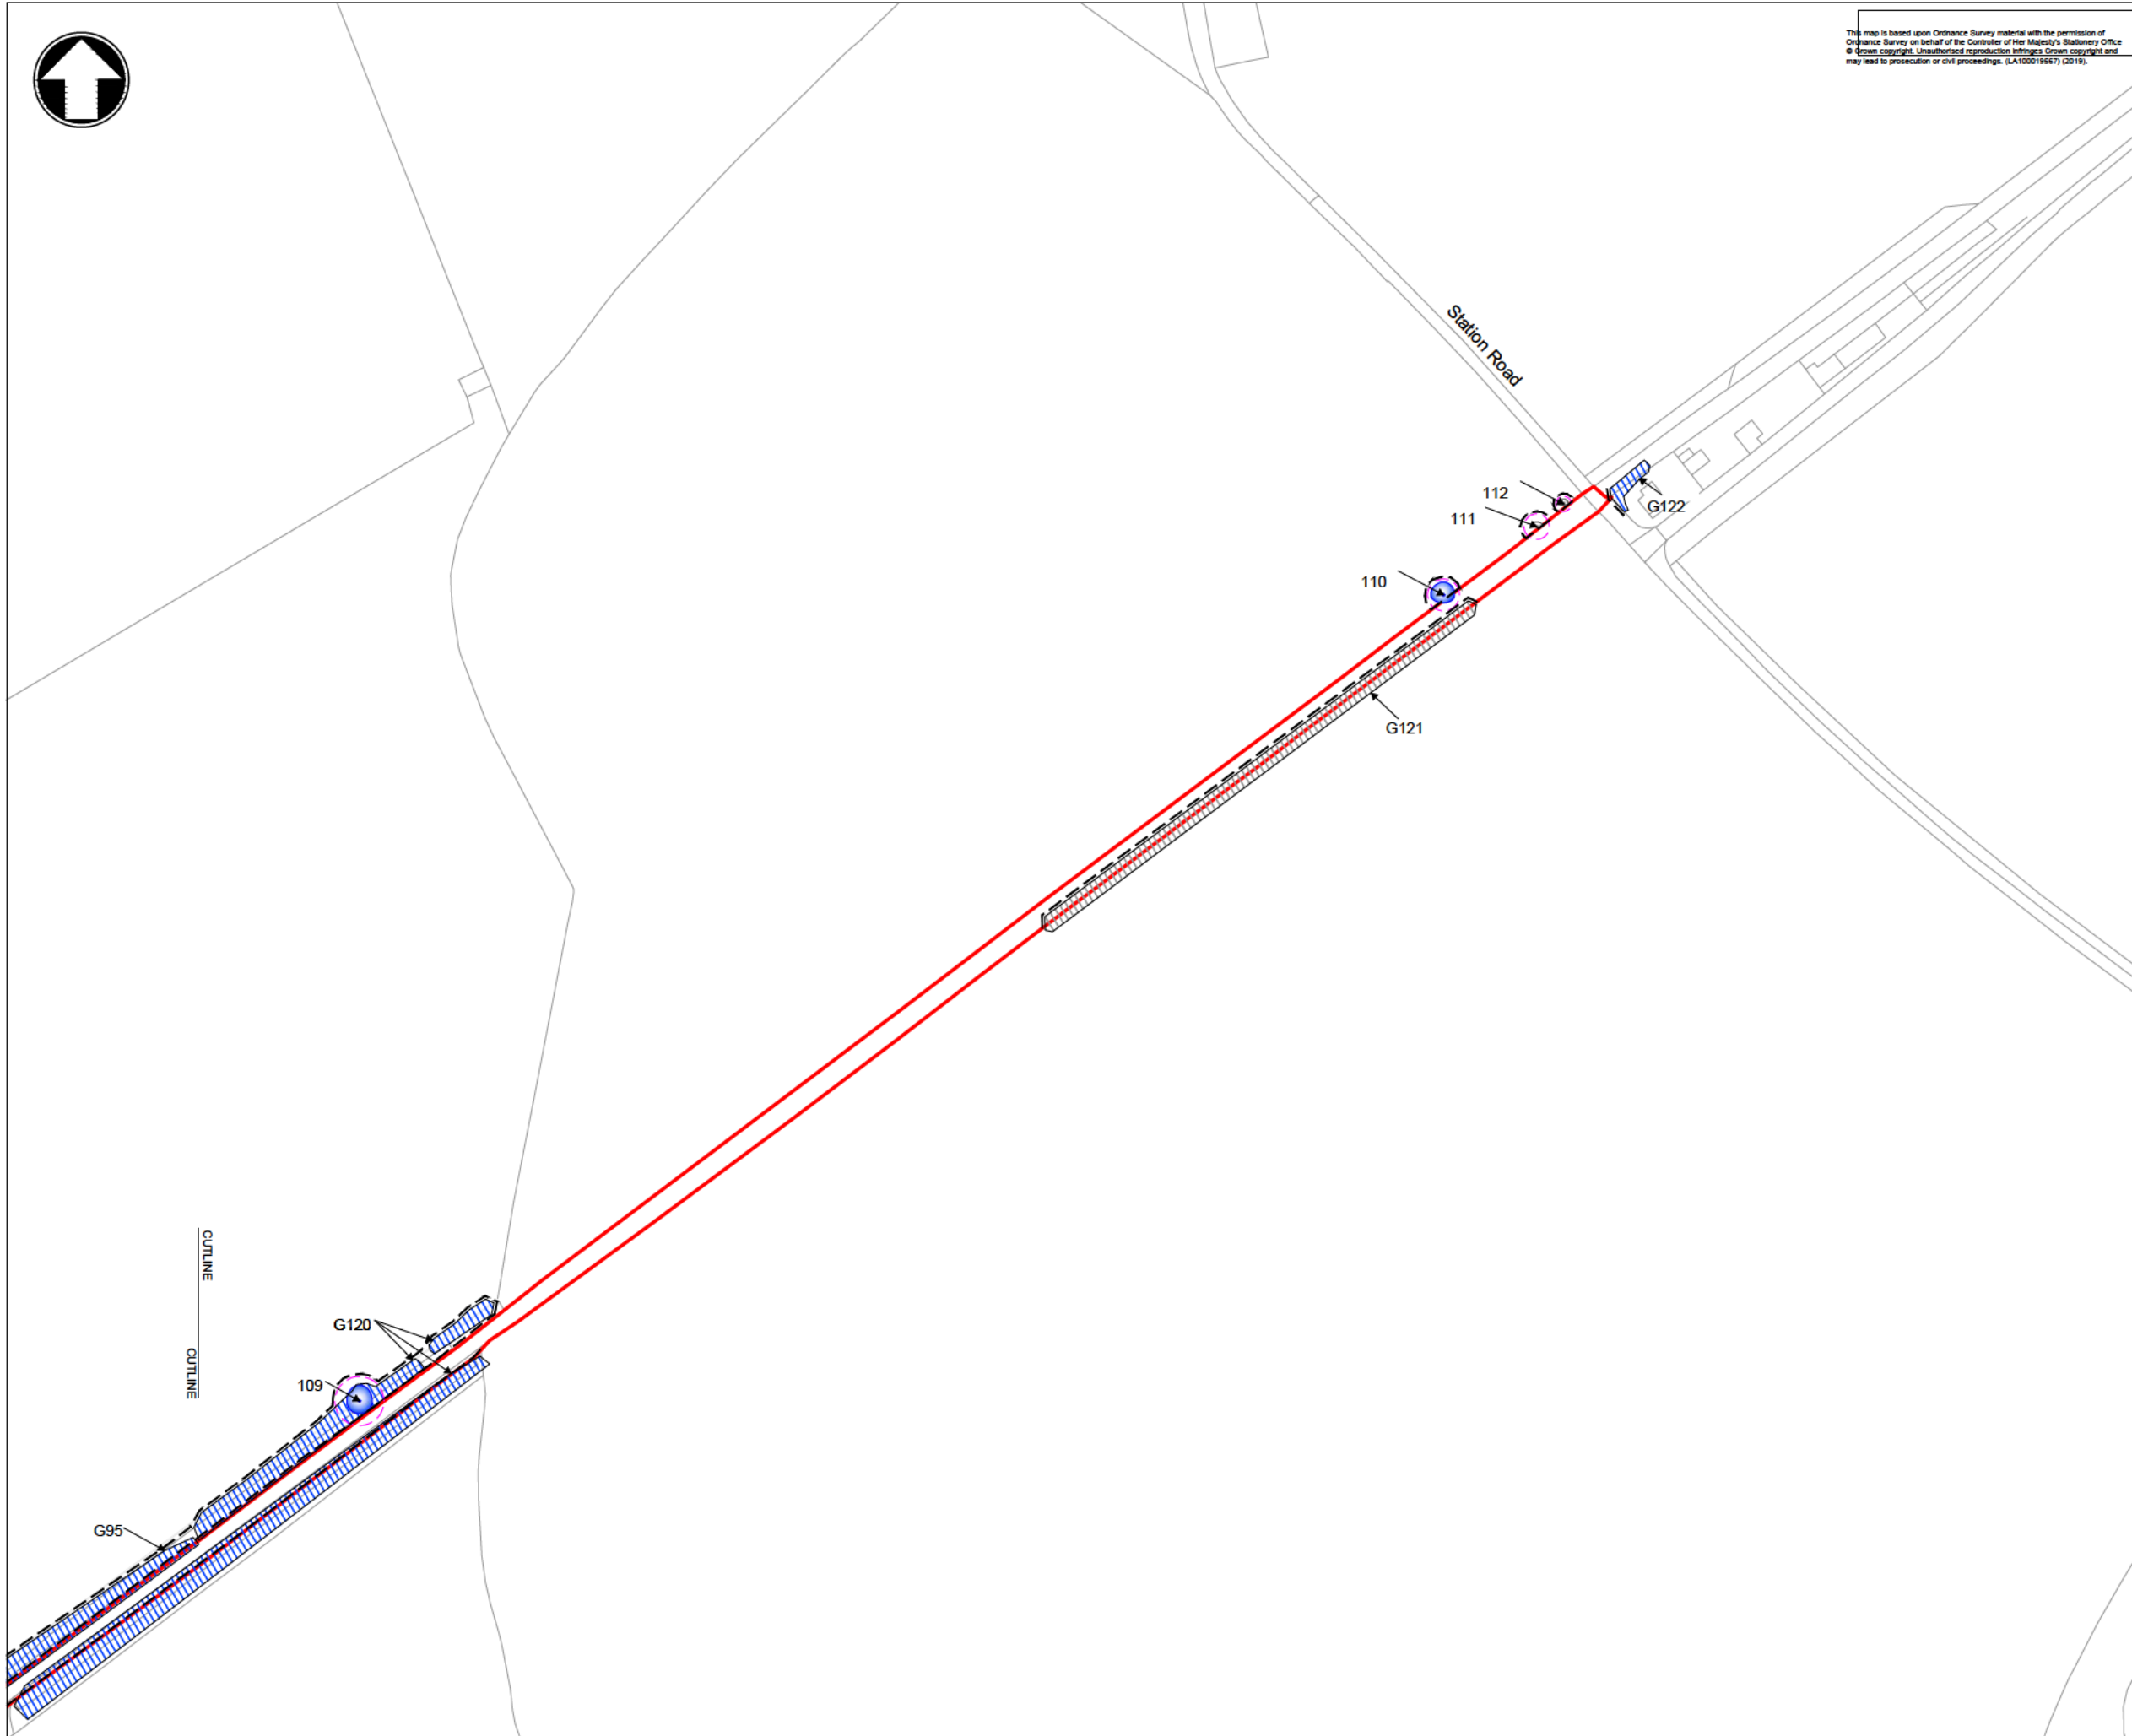 This map is based upon Ordnance Survey material with the permission of
Ordnance Survey on behalf of the Controller of Her Majesty's Stationery Office
© Crown copyright. Unauthorised reproduction infringes Crown copyright and
may lead to prosecution or civil proceedings. (LA100019567) (2019).
Station Road
112
111
G122
110
G121
CUTLINE
G120
CUTLINE
109
G95